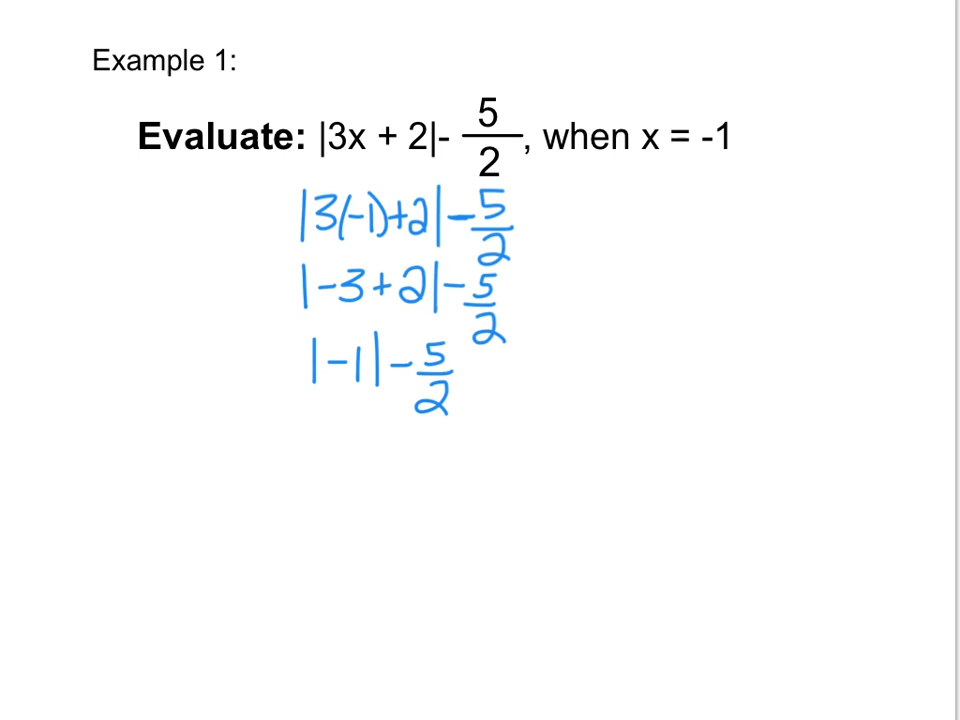 Example 1:
Evaluate: |3x + 2|- 5/2, when x = -1
|3(-1)+2| - 5/2
|-3+2| - 5/2
|-1| - 5/2